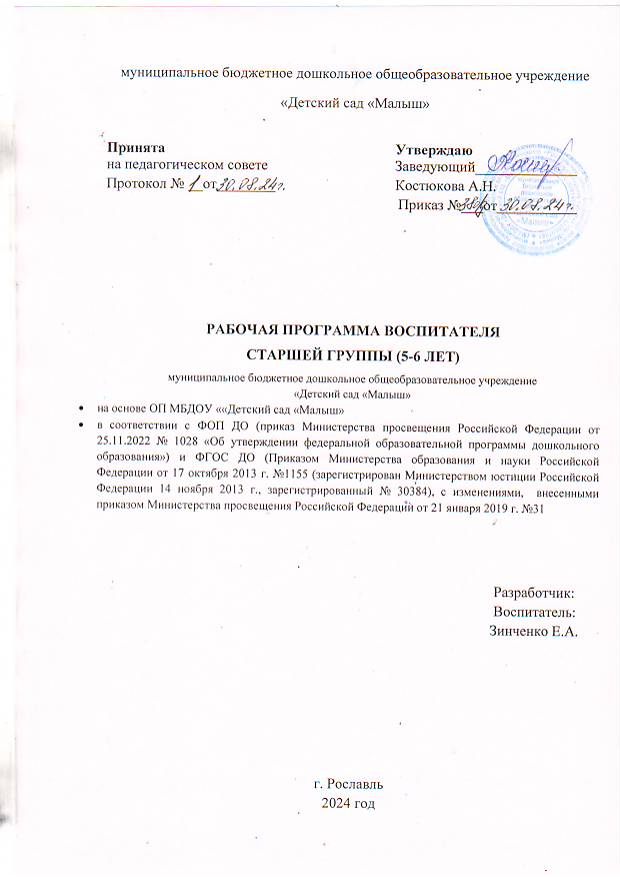 муниципальное бюджетное дошкольное общеобразовательное учреждение
«Детский сад «Малыш»
Принята
на педагогическом совете
Протокол № 1 от 30.08.24г.
Утверждаю
Заведующий
Костюкова А.Н.
Приказ № от 30.08.24г.
РАБОЧАЯ ПРОГРАММА ВОСПИТАТЕЛЯ
СТАРШЕЙ ГРУППЫ (5-6 ЛЕТ)
муниципальное бюджетное дошкольное общеобразовательное учреждение
«Детский сад «Малыш»
• на основе ОП МБДОУ ««Детский сад «Малыш»
• в соответствии с ФОП ДО (приказ Министерства просвещения Российской Федерации от
25.11.2022 № 1028 «Об утверждении федеральной образовательной программы дошкольного
образования») и ФГОС ДО (Приказом Министерства образования и науки Российской
Федерации от 17 октября 2013 г. №1155 (зарегистрирован Министерством юстиции Российской
Федерации 14 ноября 2013 г., зарегистрированный № 30384), с изменениями, внесенными
приказом Министерства просвещения Российской Федерации от 21 января 2019 г. №31
Разработчик:
Воспитатель:
Зинченко Е.А.
г. Рославль
2024 год